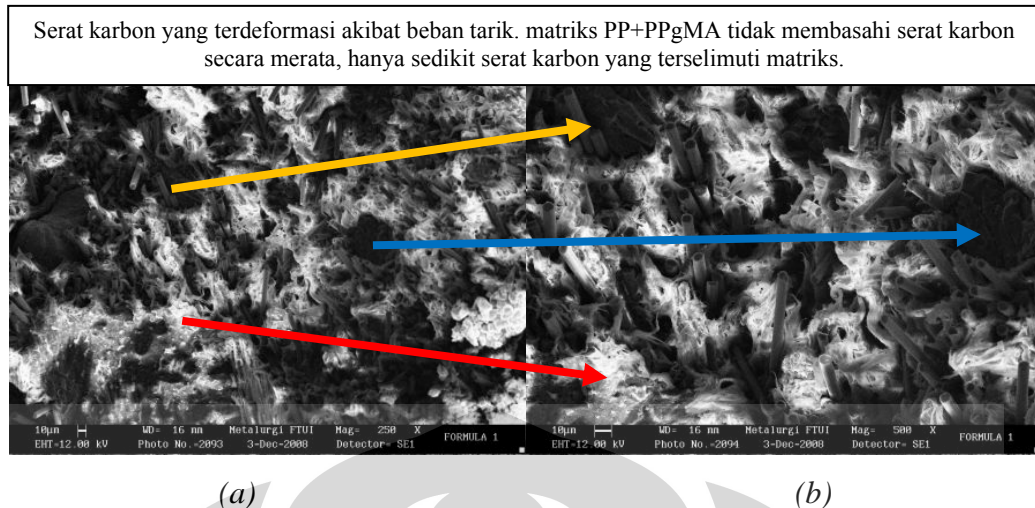 Serat karbon yang terdeformasi akibat beban tarik. matriks PP+PPgMA tidak membasahi serat karbon
secara merata, hanya sedikit serat karbon yang terselimuti matriks.
10µm WD= 16 mm Metalurgi FTUI Mag= 250 X
EHT=12.00 kV Photo No.=2093 3-Dec-2008 Detector= SE1 FORMULA 1
10µm WD= 16 mm Metalurgi FTUI Mag= 500 X
EHT=12.00 kV Photo No.=2094 3-Dec-2008 Detector= SE1 FORMULA 1
(a) (b)